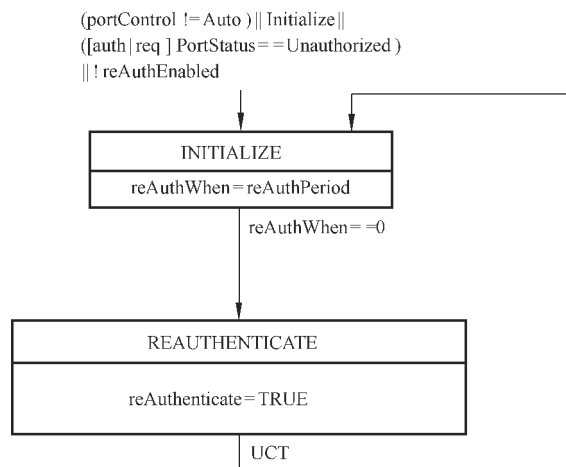 (portControl !=Auto )|| Initialize||
([auth|req ] PortStatus==Unauthorized )
|| ! reAuthEnabled
INITIALIZE
reAuthWhen=reAuthPeriod
reAuthWhen==0
REAUTHENTICATE
reAuthenticate=TRUE
UCT